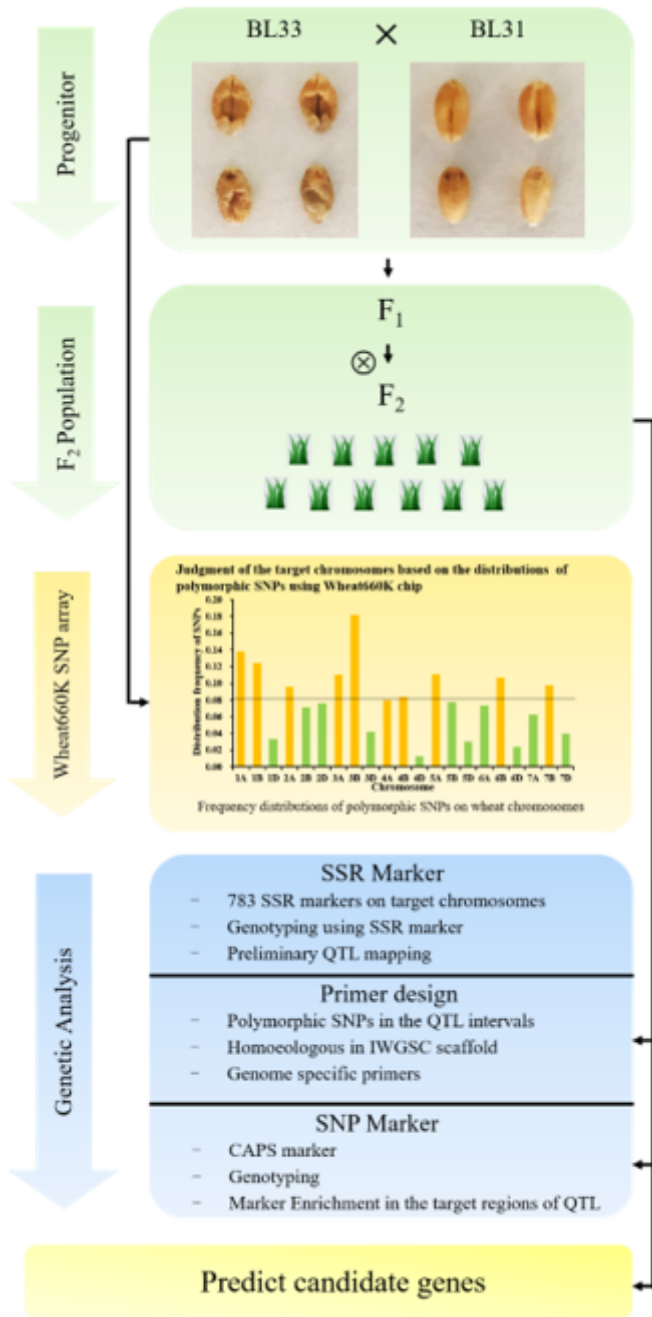 BL33 × BL31
Progenitor
F₁
⊗
F₂
F₂ Population
Judgment of the target chromosomes based on the distributions of
polymorphic SNPs using Wheat660K chip
Wheat660K SNP array
Distribution frequency of SNPs
0.20
0.18
0.16
0.14
0.12
0.10
0.08
0.06
0.04
0.02
0.00
1A 1B 1D 2A 2B 2D 3A 3B 3D 4A 4B 4D 5A 5B 5D 6A 6B 6D 7A 7B 7D
Chromosome
Frequency distributions of polymorphic SNPs on wheat chromosomes
Genetic Analysis
SSR Marker
- 783 SSR markers on target chromosomes
- Genotyping using SSR marker
- Preliminary QTL mapping
Primer design
- Polymorphic SNPs in the QTL intervals
- Homoeologous in IWGSC scaffold
- Genome specific primers
SNP Marker
- CAPS marker
- Genotyping
- Marker Enrichment in the target regions of QTL
Predict candidate genes